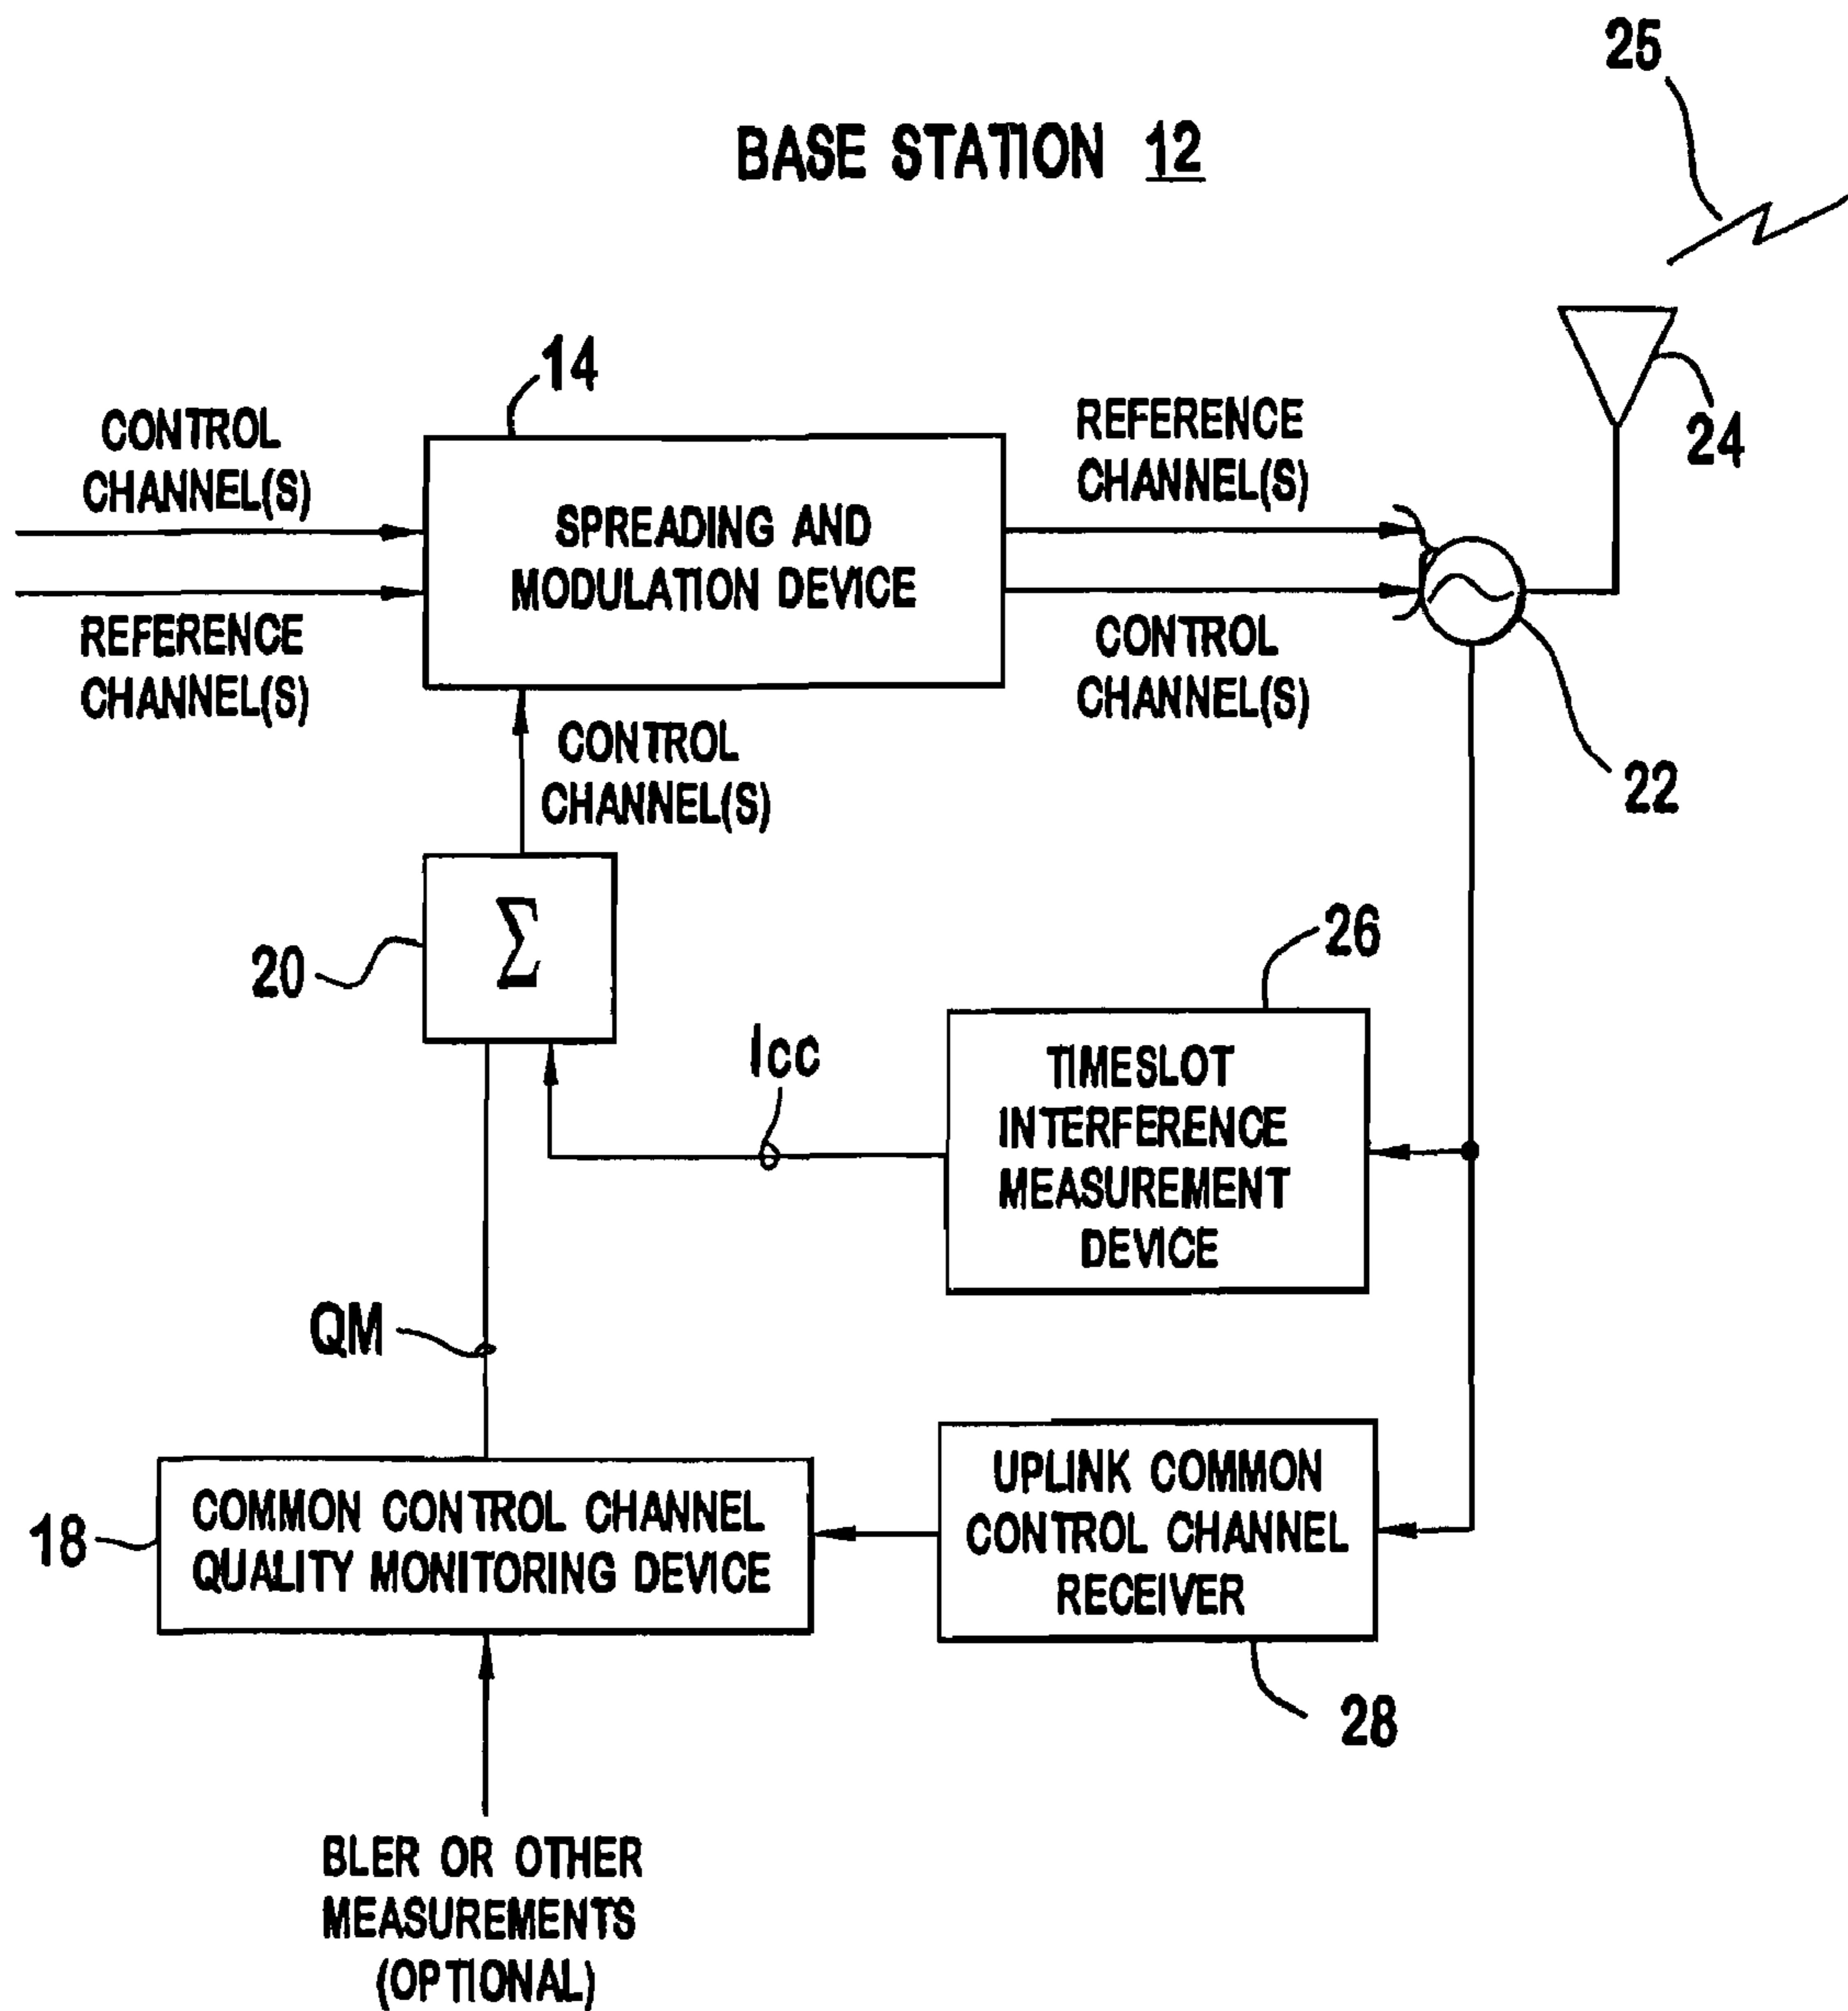 25
BASE STATION 12
14
CONTROL
CHANNEL(S)
REFERENCE
CHANNEL(S)
24
SPREADING AND
MODULATION DEVICE
REFERENCE
CHANNEL(S)
CONTROL
CHANNEL(S)
CONTROL
CHANNEL(S)
22
Σ
20
26
Icc
TIMESLOT
INTERFERENCE
MEASUREMENT
DEVICE
QM
UPLINK COMMON
CONTROL CHANNEL
RECEIVER
18
COMMON CONTROL CHANNEL
QUALITY MONITORING DEVICE
28
BLER OR OTHER
MEASUREMENTS
(OPTIONAL)